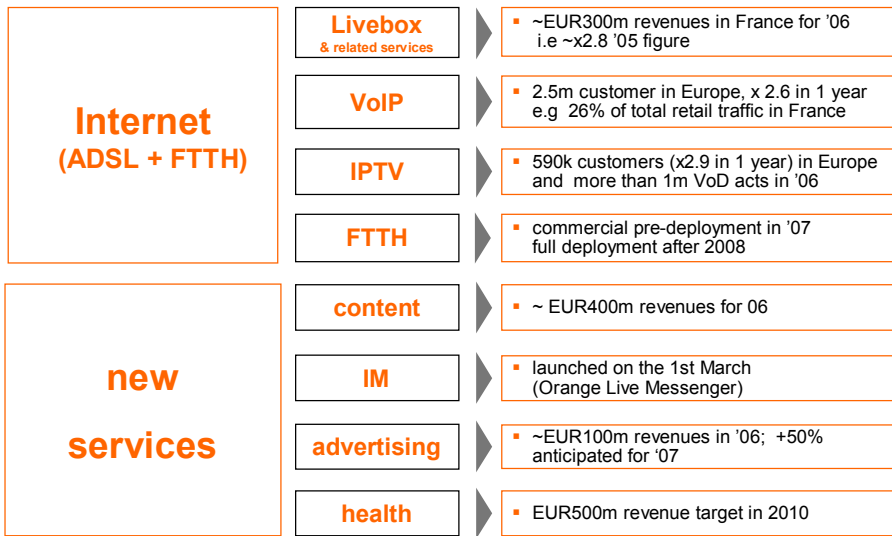 Internet
(ADSL + FTTH)
Livebox
& related services
▪ ~EUR300m revenues in France for ’06
i.e ~x2.8 ’05 figure
VoIP
▪ 2.5m customer in Europe, x 2.6 in 1 year
e.g 26% of total retail traffic in France
IPTV
▪ 590k customers (x2.9 in 1 year) in Europe
and more than 1m VoD acts in ’06
FTTH
▪ commercial pre-deployment in ’07
full deployment after 2008
new
services
content
▪ ~ EUR400m revenues for 06
IM
▪ launched on the 1st March
(Orange Live Messenger)
advertising
▪ ~EUR100m revenues in ’06; +50%
anticipated for ‘07
health
▪ EUR500m revenue target in 2010